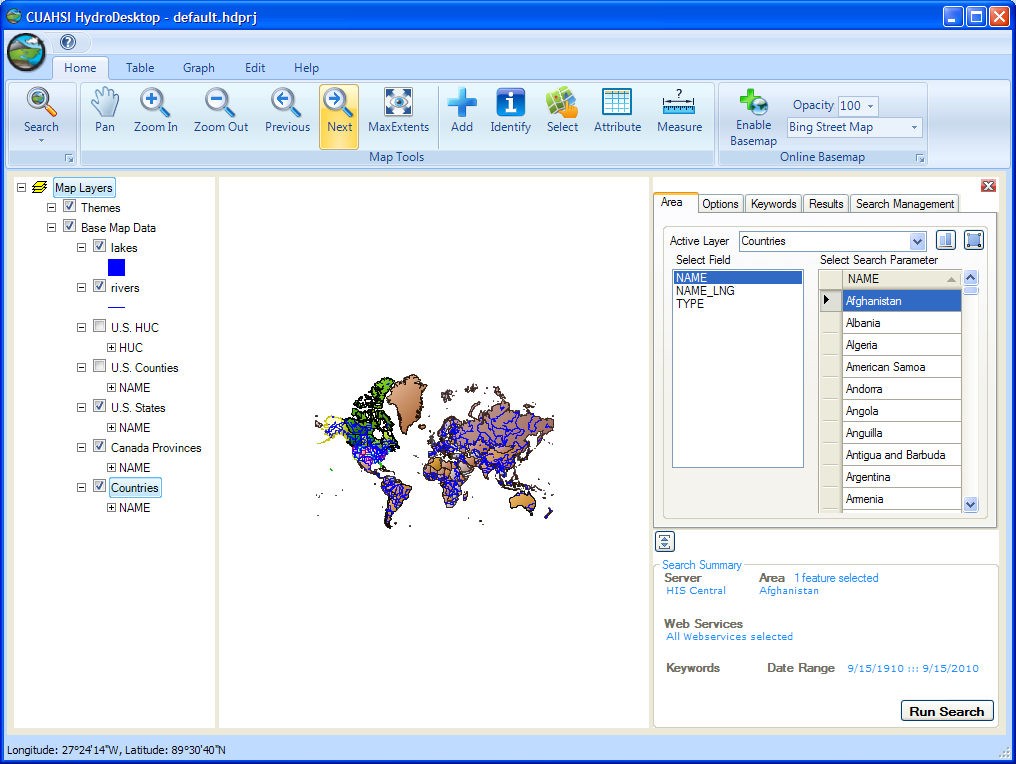 CUAHSI HydroDesktop - default.hdprj
Home Table Graph Edit Help
Search Pan Zoom In Zoom Out Previous Next MaxExtents Add Identify Select Attribute Measure
Map Tools
Enable Basemap
Opacity 100
Bing Street Map
Online Basemap
Map Layers
Themes
Base Map Data
lakes
rivers
U.S. HUC
HUC
U.S. Counties
NAME
U.S. States
NAME
Canada Provinces
NAME
Countries
NAME
Area Options Keywords Results Search Management
Active Layer Countries
Select Field Select Search Parameter
NAME
NAME_LNG
TYPE
NAME
Afghanistan
Albania
Algeria
American Samoa
Andorra
Angola
Anguilla
Antigua and Barbuda
Argentina
Armenia
Search Summary
Server Area 1 feature selected
HIS Central Afghanistan
Web Services
All Webservices selected
Keywords Date Range 9/15/1910 ::: 9/15/2010
Run Search
Longitude: 27°24'14"W, Latitude: 89°30'40"N